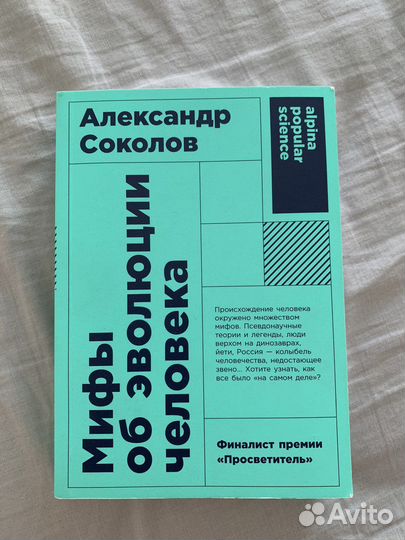 Александр
Соколов
alpina
popular
science
Мифы
об эволюции
человека
Происхождение человека
окружено множеством
мифов. Псевдонаучные
теории и легенды, люди
верхом на динозаврах,
йети, Россия — колыбель
человечества, недостающее
звено... Хотите узнать, как
все было «на самом деле»?
Финалист премии
«Просветитель»
Avito